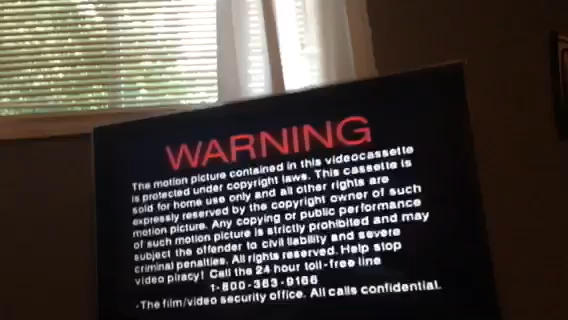 WARNING
The motion picture contained in this videocassette
is protected under copyright laws. This cassette is
sold for home use only and all other rights are
expressly reserved by the copyright owner of such
motion picture. Any copying or public performance
of such motion picture is strictly prohibited and may
subject the offender to civil liability and severe
criminal penalties. All rights reserved. Help stop
video piracy! Call the 24 hour toll-free line
1-800-363-9166
-The film/video security office. All calls confidential.